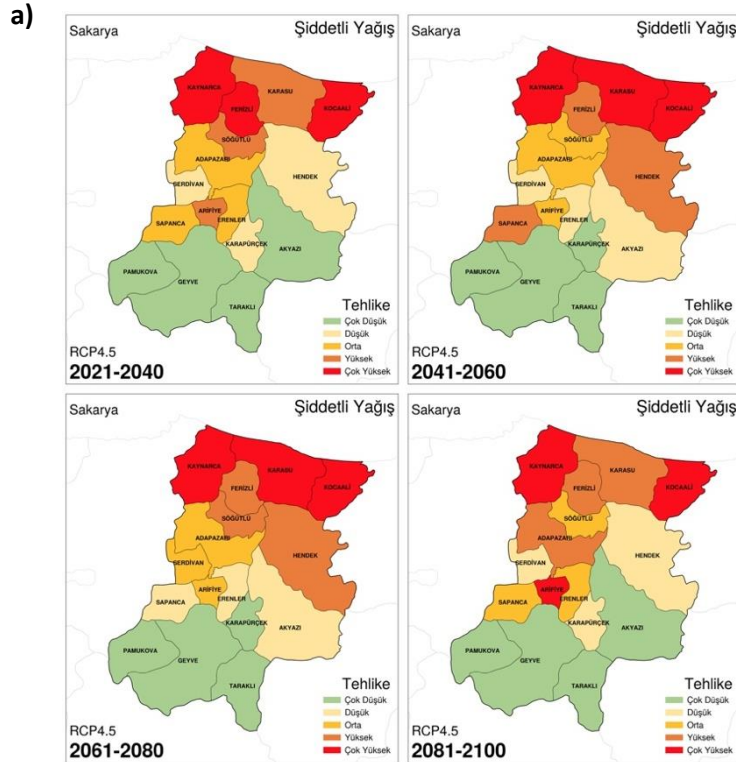 a)
Sakarya
Şiddetli Yağış
KAYNARCA
KARASU
FERİZLİ
KOCAALİ
SÖĞÜTLÜ
ADAPAZARI
HENDEK
SERDİVAN
ARİFİYE
SAPANCA
ERENLER
KARAPÜRÇEK
AKYAZI
PAMUKOVA
GEYVE
TARAKLI
Tehlike
Çok Düşük
Düşük
Orta
Yüksek
Çok Yüksek
RCP4.5
2021-2040
Sakarya
Şiddetli Yağış
KAYNARCA
KARASU
FERİZLİ
KOCAALİ
SÖĞÜTLÜ
ADAPAZARI
HENDEK
SERDİVAN
ARİFİYE
SAPANCA
ERENLER
KARAPÜRÇEK
AKYAZI
PAMUKOVA
GEYVE
TARAKLI
Tehlike
Çok Düşük
Düşük
Orta
Yüksek
Çok Yüksek
RCP4.5
2041-2060
Sakarya
Şiddetli Yağış
KAYNARCA
KARASU
FERİZLİ
KOCAALİ
SÖĞÜTLÜ
ADAPAZARI
HENDEK
SERDİVAN
ARİFİYE
SAPANCA
ERENLER
KARAPÜRÇEK
AKYAZI
PAMUKOVA
GEYVE
TARAKLI
Tehlike
Çok Düşük
Düşük
Orta
Yüksek
Çok Yüksek
RCP4.5
2061-2080
Sakarya
Şiddetli Yağış
KAYNARCA
KARASU
FERİZLİ
KOCAALİ
SÖĞÜTLÜ
ADAPAZARI
HENDEK
SERDİVAN
ARİFİYE
SAPANCA
ERENLER
KARAPÜRÇEK
AKYAZI
PAMUKOVA
GEYVE
TARAKLI
Tehlike
Çok Düşük
Düşük
Orta
Yüksek
Çok Yüksek
RCP4.5
2081-2100